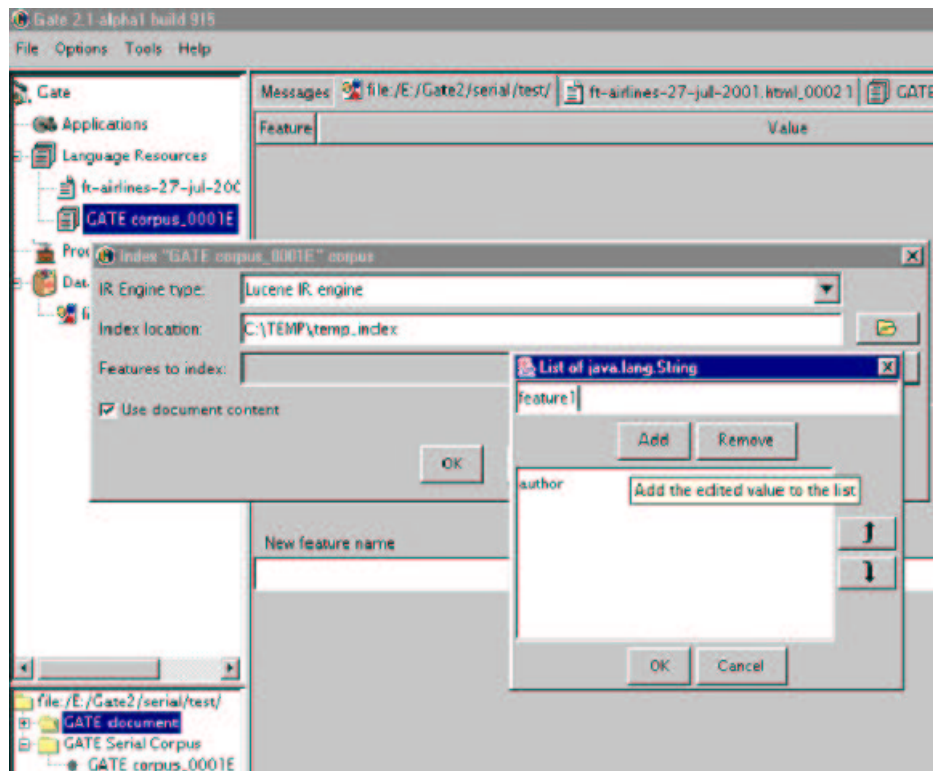 Gate 2.1-alpha1 build 915
File Options Tools Help
Gate
Applications
Language Resources
ft-airlines-27-jul-200
GATE corpus_0001E
Messages
file:/E:/Gate2/serial/test/
ft-airlines-27-jul-2001.html_00021
GATE
Feature Value
Index "GATE corpus_0001E" corpus
IR Engine type: Lucene IR engine
Index location: C:\TEMP\temp_index
Features to index:
Use document content
OK
List of java.lang.String
feature1
Add Remove
author
Add the edited value to the list
OK Cancel
New feature name
file:/E:/Gate2/serial/test/
GATE document
GATE Serial Corpus
GATE corpus_0001E